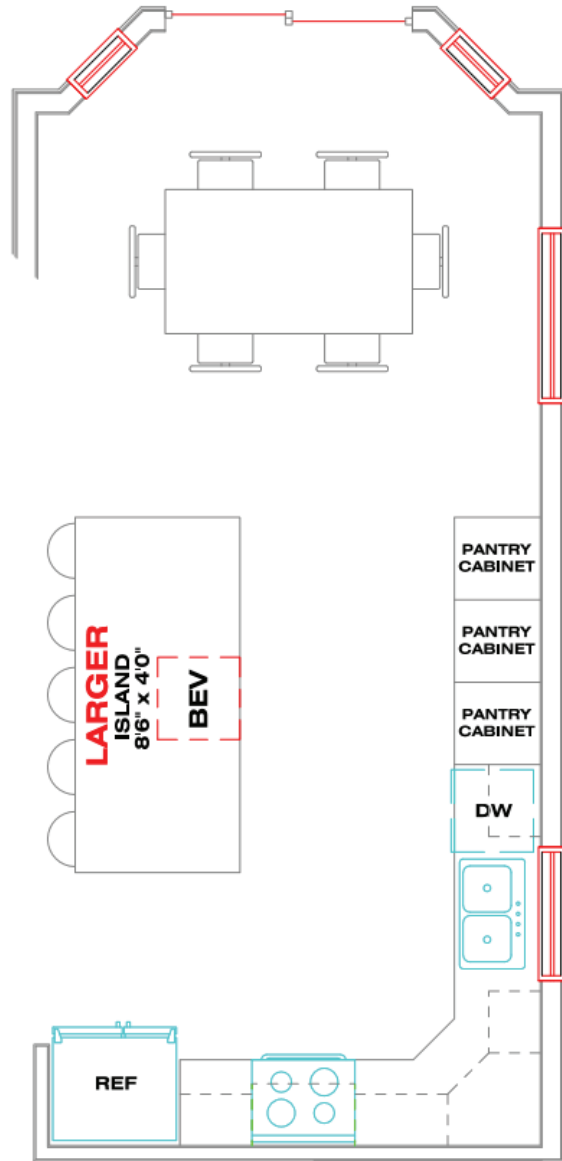 PANTRY
CABINET
PANTRY
CABINET
PANTRY
CABINET
LARGER
ISLAND
8'6" x 4'0"
BEV
DW
REF